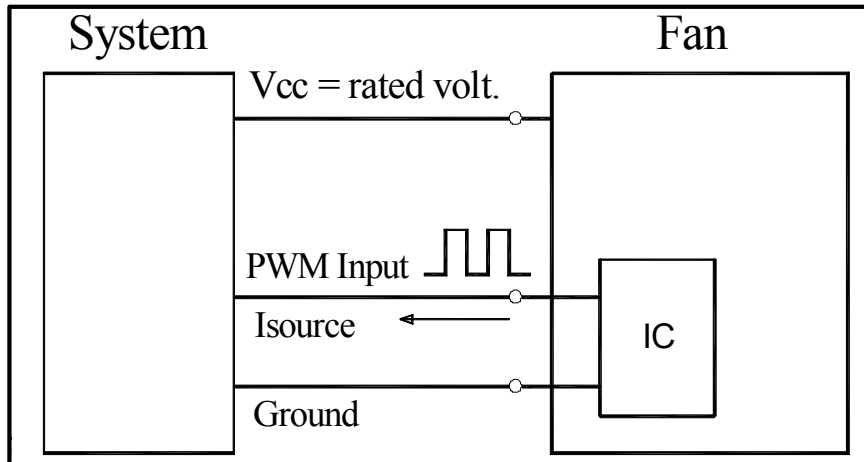 System
Fan
Vcc = rated volt.
PWM Input
Isource
IC
Ground